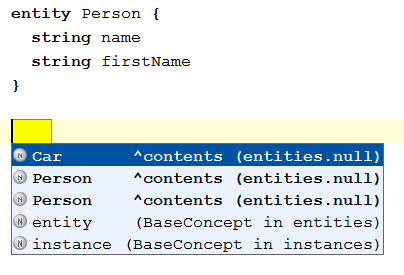 entity Person {
string name
string firstName
}
N Car ^contents (entities.null)
N Person ^contents (entities.null)
N Person ^contents (entities.null)
N entity (BaseConcept in entities)
N instance (BaseConcept in instances)